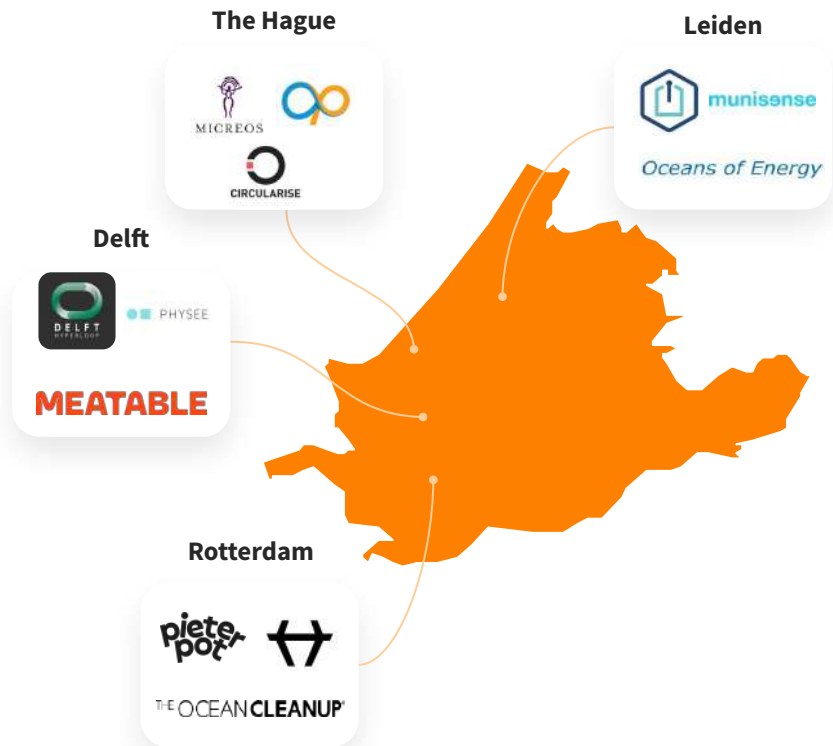 The Hague
MICREOS
CIRCULARISE
Leiden
munisense
Oceans of Energy
Delft
DELFT
HYPERLOOP
PHYSEE
MEATABLE
Rotterdam
pieter
pot
THE OCEAN CLEANUP